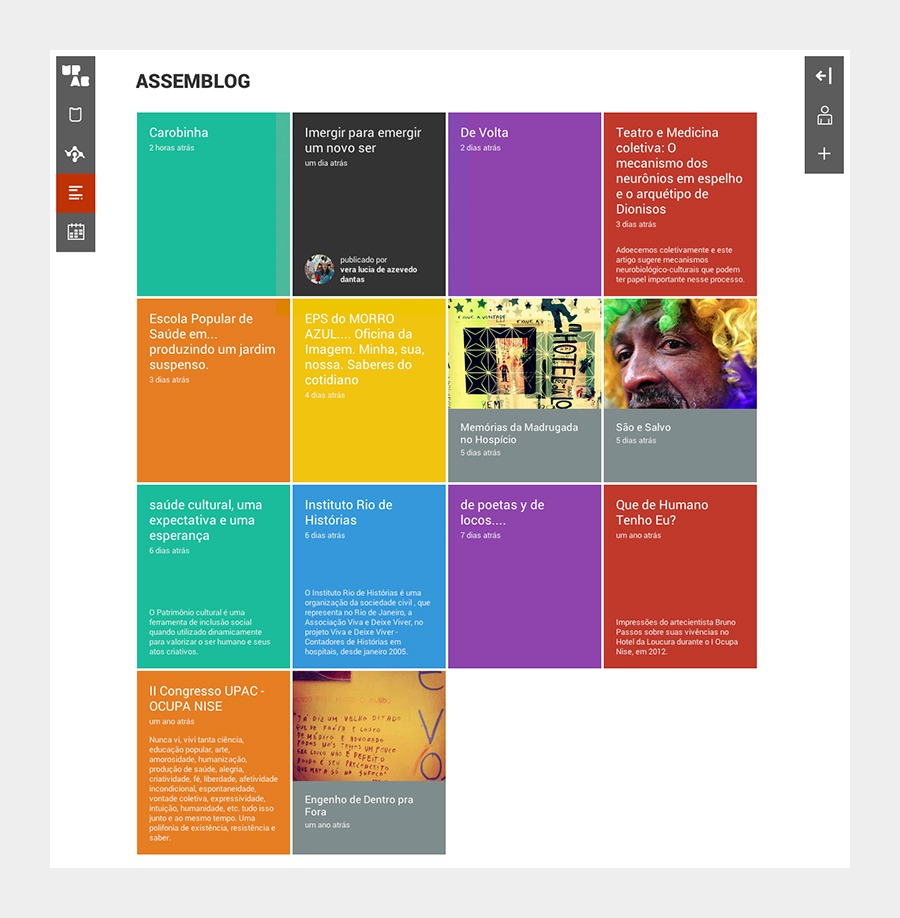 UP
AC
ASSEMBLOG
Carobinha
2 horas atrás
Imergir para emergir
um novo ser
um dia atrás
publicado por
vera lucia de azevedo
dantas
De Volta
2 dias atrás
Teatro e Medicina
coletiva: O
mecanismo dos
neurônios em espelho
e o arquétipo de
Dionisos
3 dias atrás
Adoecemos coletivamente e este
artigo sugere mecanismos
neurobiológico-culturais que podem
ter papel importante nesse processo.
Escola Popular de
Saúde em...
produzindo um jardim
suspenso.
3 dias atrás
EPS do MORRO
AZUL.... Oficina da
Imagem. Minha, sua,
nossa. Saberes do
cotidiano
4 dias atrás
FIQUE A VONTADE
HOTEL
Memórias da Madrugada
no Hospício
5 dias atrás
São e Salvo
5 dias atrás
saúde cultural, uma
expectativa e uma
esperança
6 dias atrás
O Patrimônio cultural é uma
ferramenta de inclusão social
quando utilizado dinamicamente
para valorizar o ser humano e seus
atos criativos.
Instituto Rio de
Histórias
6 dias atrás
O Instituto Rio de Histórias é uma
organização da sociedade civil , que
representa no Rio de Janeiro, a
Associação Viva e Deixe Viver, no
projeto Viva e Deixe Viver -
Contadores de Histórias em
hospitais, desde janeiro 2005.
de poetas y de
locos....
7 dias atrás
Que de Humano
Tenho Eu?
um ano atrás
Impressões do artecientista Bruno
Passos sobre suas vivências no
Hotel da Loucura durante o I Ocupa
Nise, em 2012.
II Congresso UPAC -
OCUPA NISE
um ano atrás
Nunca vi, vivi tanta ciência,
educação popular, arte,
amorosidade, humanização,
produção de saúde, alegria,
criatividade, fé, liberdade, afetividade
incondicional, espontaneidade,
vontade coletiva, expressividade,
intuição, humanidade, etc. tudo isso
junto e ao mesmo tempo. Uma
polifonia de existência, resistência e
saber.
JÁ DIZ UM VELHO DITADO
QUE DE POETA E LOUCO
DE MÉDICO E ADVOGADO
TODOS NÓS TEMOS UM POUCO
SER LOUCO NÃO É DEFEITO
DOIDO É SEU PRECONCEITO
QUE MATA SÓ NA SUFOCO
Engenho de Dentro pra
Fora
um ano atrás